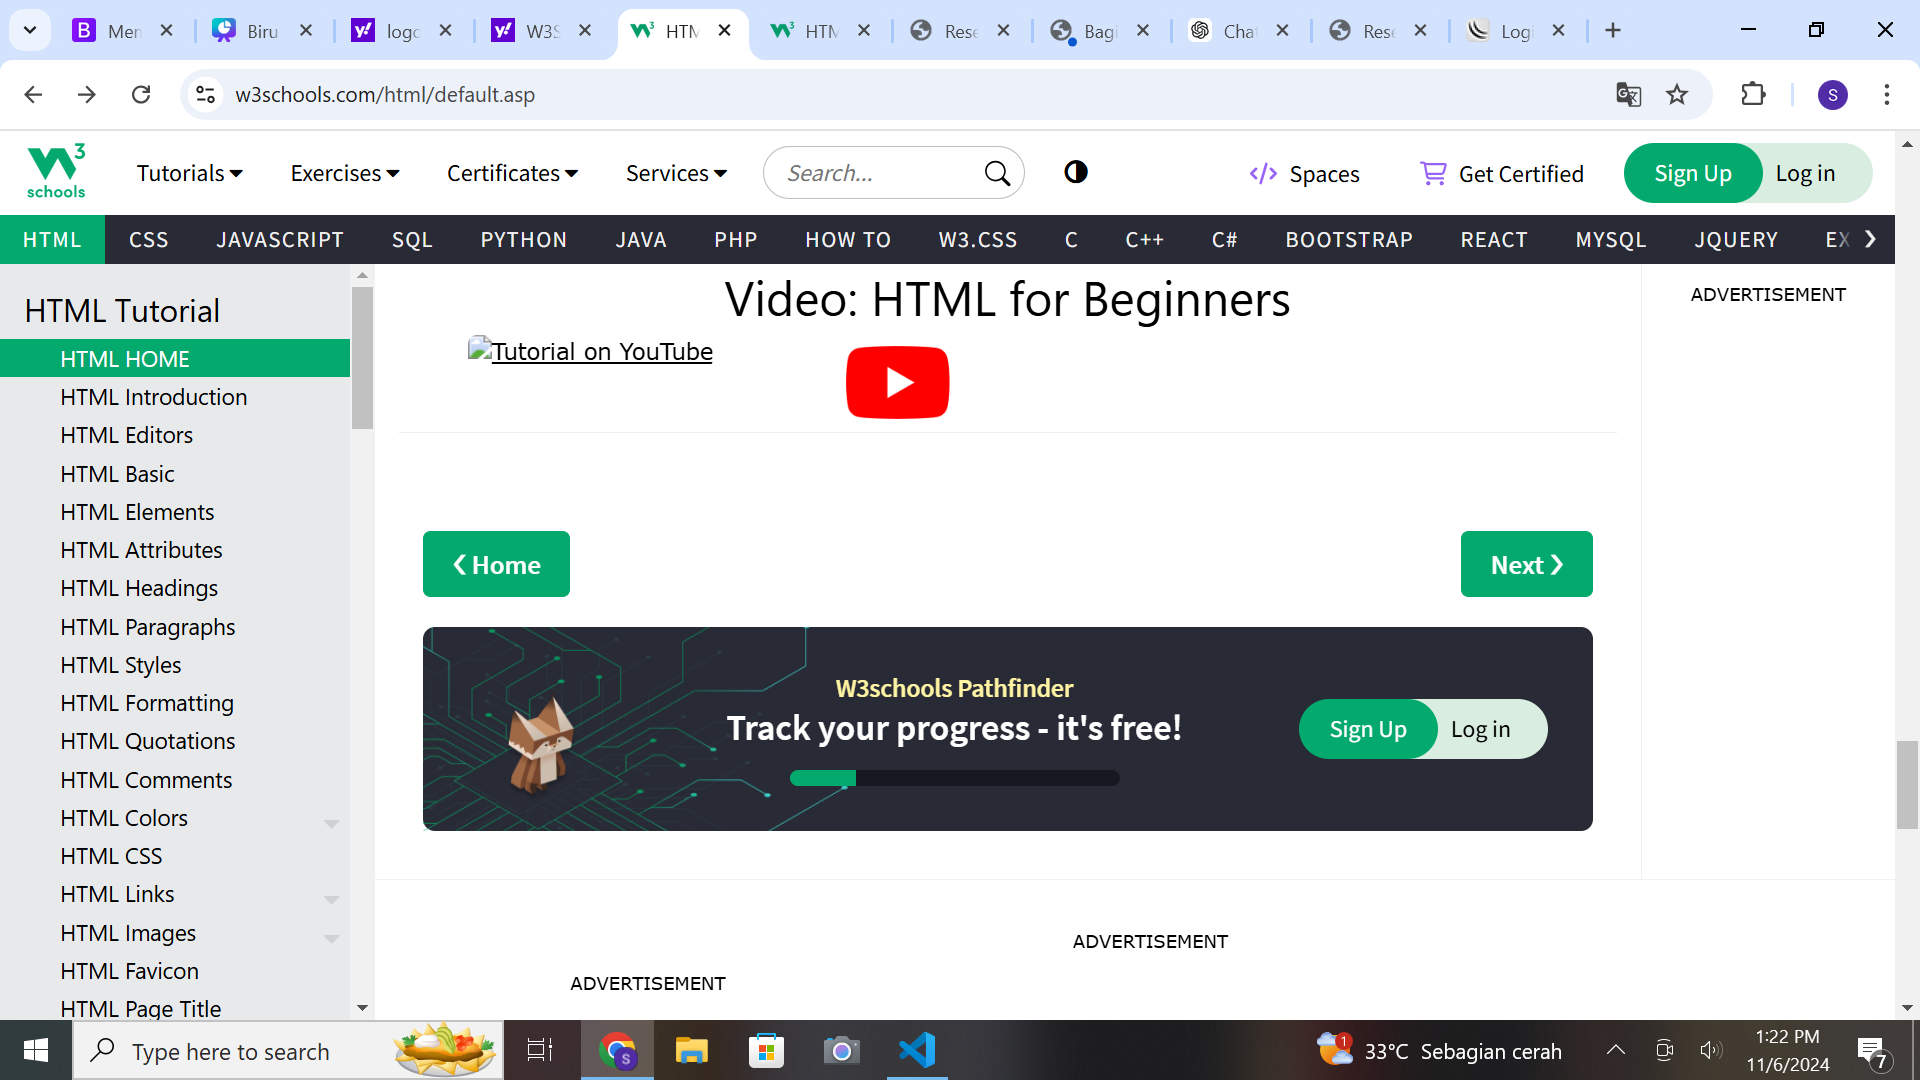 Men
Biru
logo
W3S
HTM
HTM
Rese
Bagi
Chat
Rese
Logi
w3schools.com/html/default.asp
S
3
schools
Tutorials
Exercises
Certificates
Services
Search...
Spaces
Get Certified
Sign Up
Log in
HTML
CSS
JAVASCRIPT
SQL
PYTHON
JAVA
PHP
HOW TO
W3.CSS
C
C++
C#
BOOTSTRAP
REACT
MYSQL
JQUERY
EX
HTML Tutorial
HTML HOME
HTML Introduction
HTML Editors
HTML Basic
HTML Elements
HTML Attributes
HTML Headings
HTML Paragraphs
HTML Styles
HTML Formatting
HTML Quotations
HTML Comments
HTML Colors
HTML CSS
HTML Links
HTML Images
HTML Favicon
HTML Page Title
Video: HTML for Beginners
Tutorial on YouTube
ADVERTISEMENT
❮ Home
Next ❯
W3schools Pathfinder
Track your progress - it's free!
Sign Up
Log in
ADVERTISEMENT
ADVERTISEMENT
Type here to search
S
1
33°C Sebagian cerah
1:22 PM
11/6/2024
7